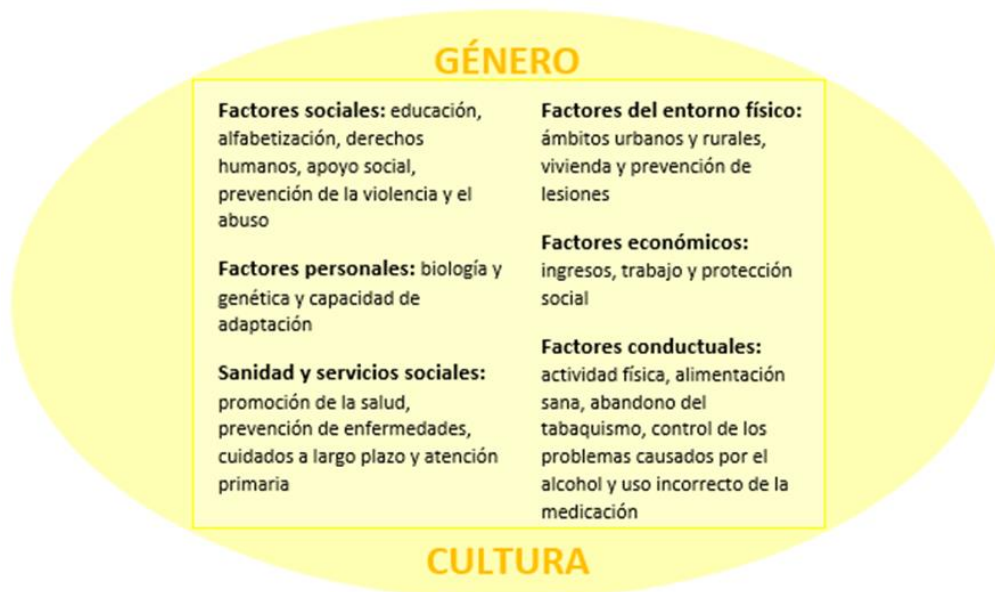 GÉNERO
Factores sociales: educación,
alfabetización, derechos
humanos, apoyo social,
prevención de la violencia y el
abuso
Factores personales: biología y
genética y capacidad de
adaptación
Sanidad y servicios sociales:
promoción de la salud,
prevención de enfermedades,
cuidados a largo plazo y atención
primaria
Factores del entorno físico:
ámbitos urbanos y rurales,
vivienda y prevención de
lesiones
Factores económicos:
ingresos, trabajo y protección
social
Factores conductuales:
actividad física, alimentación
sana, abandono del
tabaquismo, control de los
problemas causados por el
alcohol y uso incorrecto de la
medicación
CULTURA